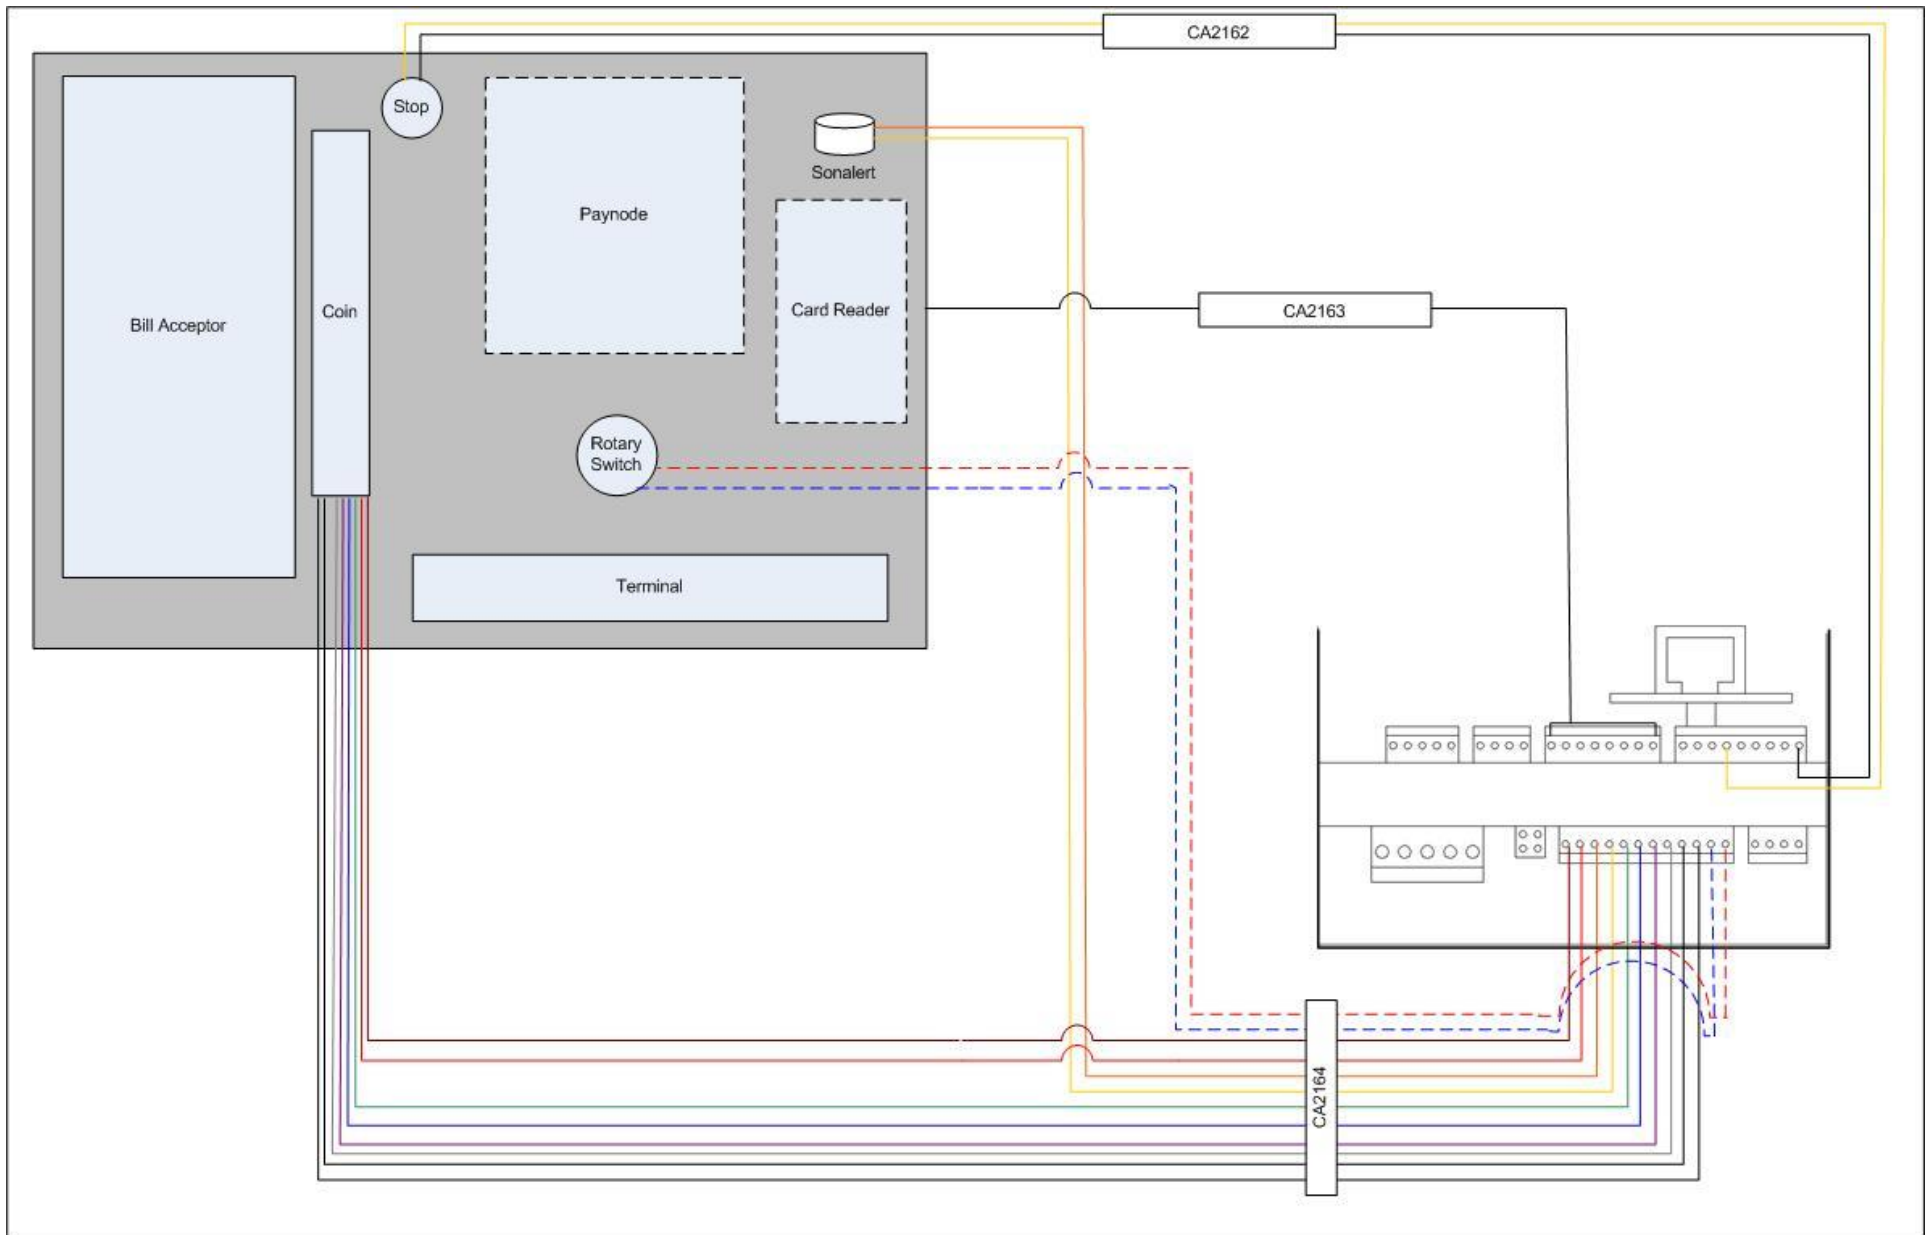 CA2162
Stop
Sonalert
Paynode
Coin
Bill Acceptor
Card Reader
CA2163
Rotary
Switch
Terminal
CA2164